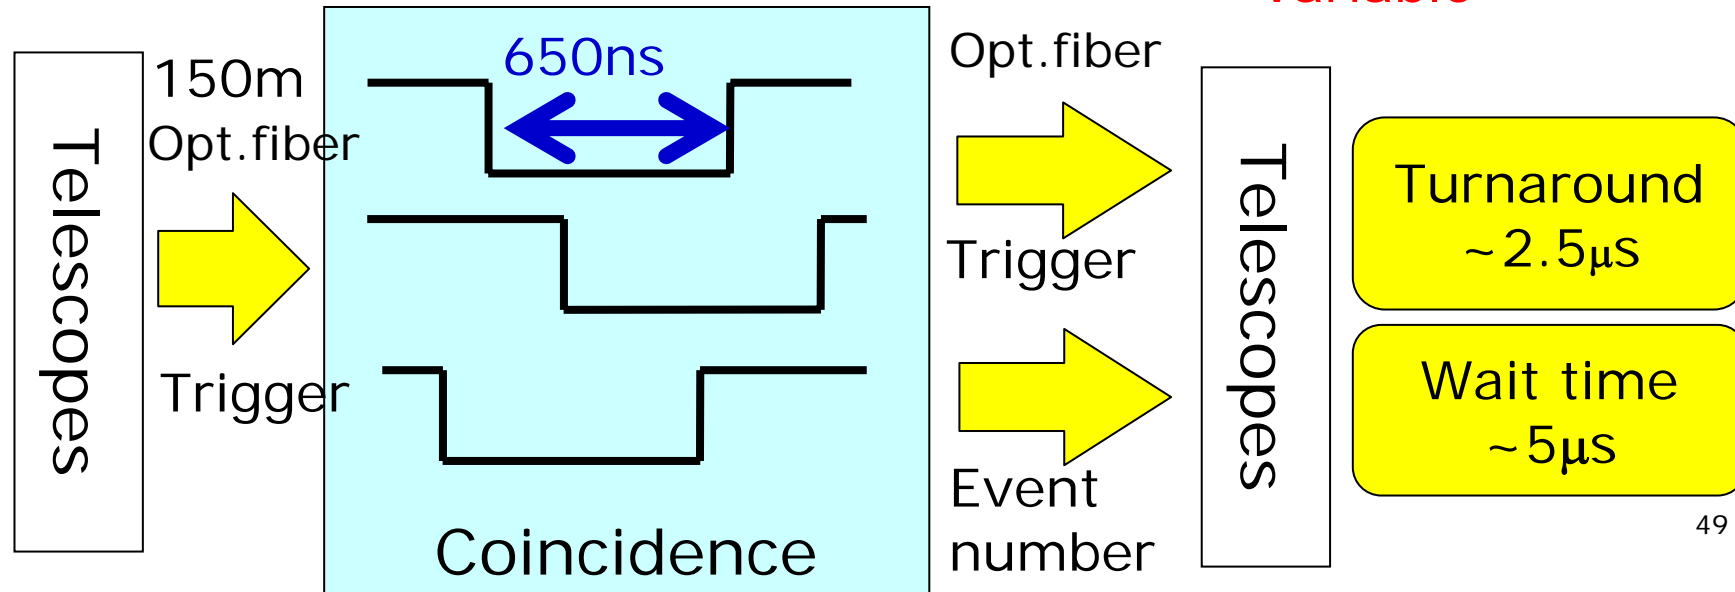 Telescopes
150m
Opt.fiber
Trigger
650ns
Coincidence
Opt.fiber
Trigger
Event
number
Telescopes
Turnaround
~2.5μs
Wait time
~5μs
49